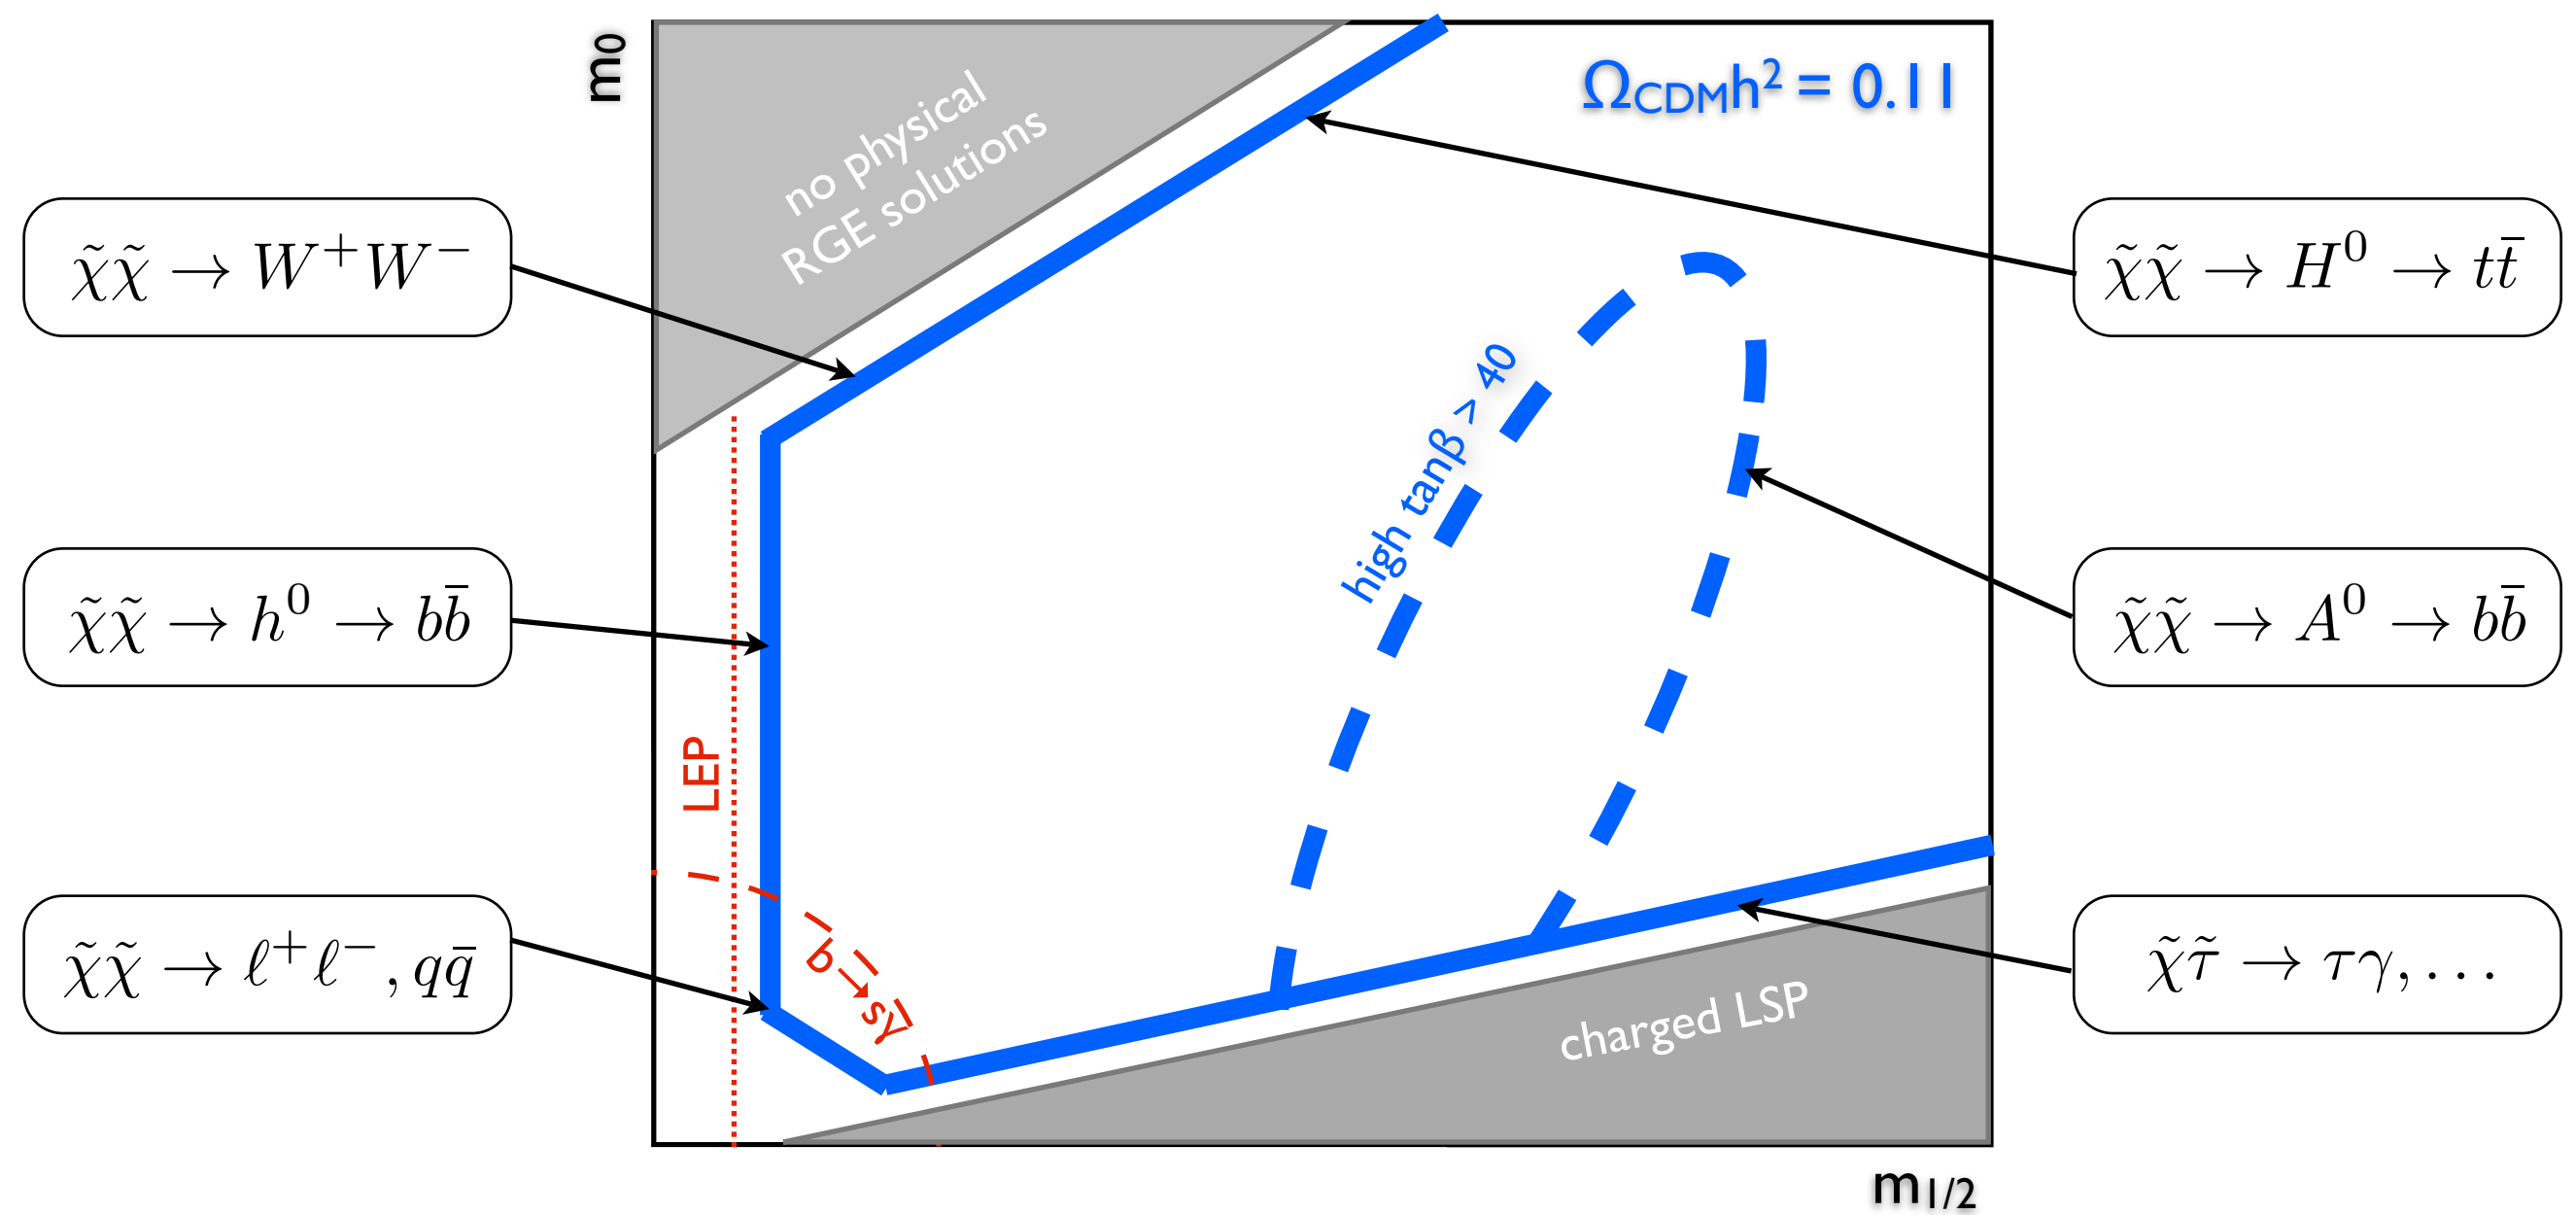 m₀
no physical
RGE solutions
Ω_CDM h² = 0.11
χ̃χ̃ → W⁺W⁻
χ̃χ̃ → H⁰ → tt̄
high tanβ > 40
χ̃χ̃ → h⁰ → bb̄
χ̃χ̃ → A⁰ → bb̄
LEP
χ̃χ̃ → ℓ⁺ℓ⁻, qq̄
b→sγ
χ̃τ̃ → τγ, ...
charged LSP
m₁/₂